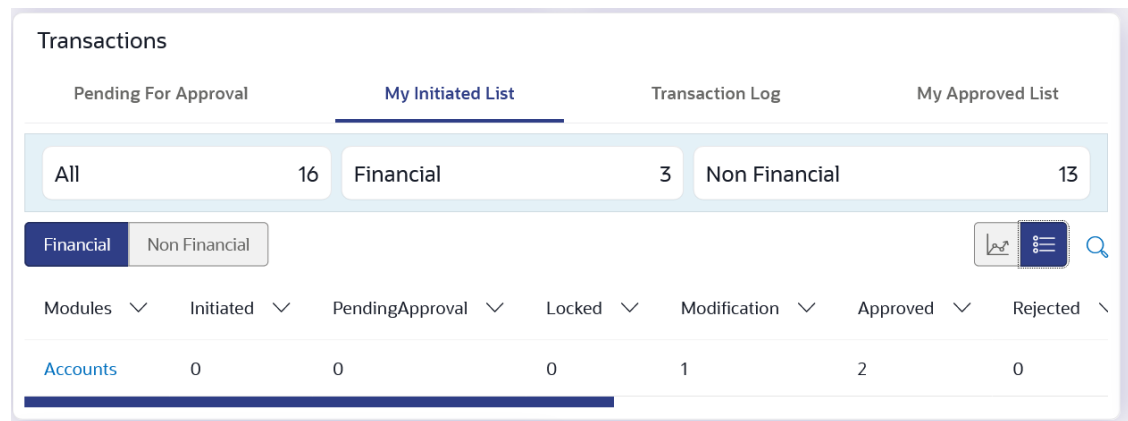 Transactions
Pending For Approval My Initiated List Transaction Log My Approved List
All 16 Financial 3 Non Financial 13
Financial Non Financial
Modules Initiated PendingApproval Locked Modification Approved Rejected
Accounts 0 0 0 1 2 0